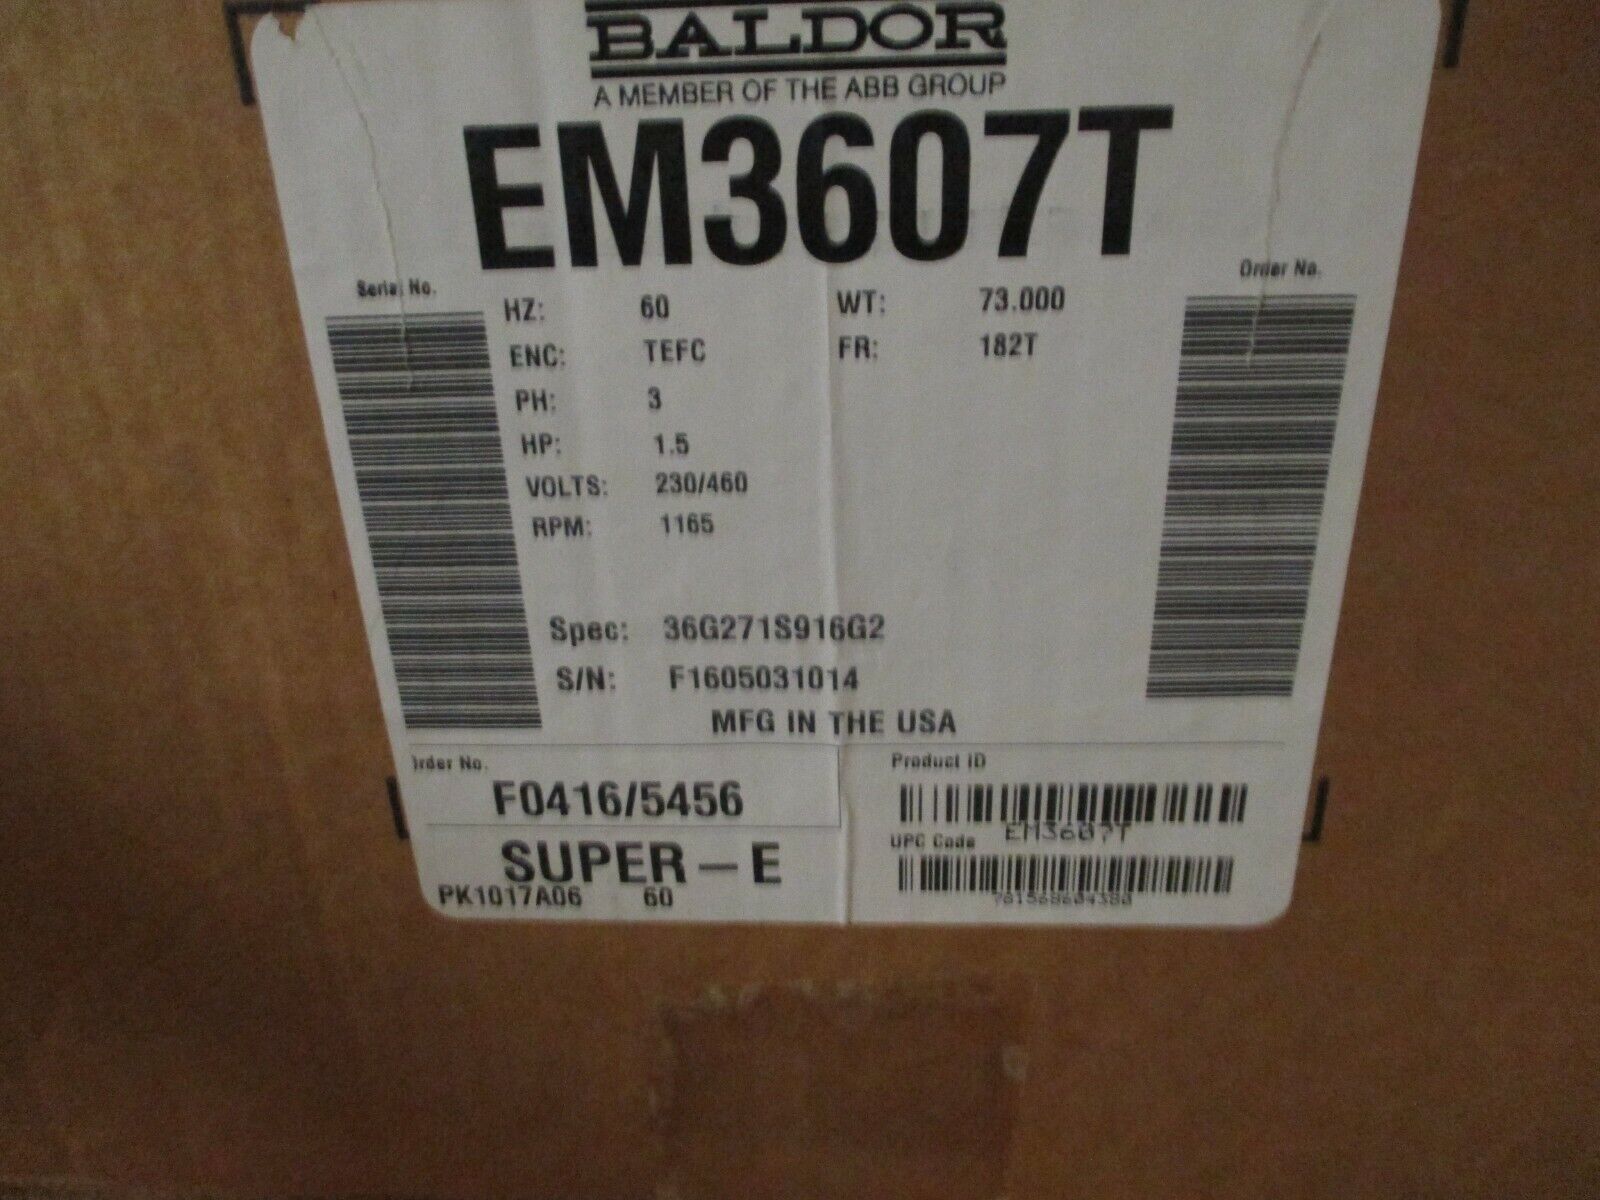 BALDOR
A MEMBER OF THE ABB GROUP
EM3607T
Serial No.
Order No.
HZ: 60 WT: 73.000
ENC: TEFC FR: 182T
PH: 3
HP: 1.5
VOLTS: 230/460
RPM: 1165
Spec: 36G271S916G2
S/N: F1605031014
MFG IN THE USA
Order No.
F0416/5456
SUPER-E
PK1017A06 60
Product ID
EM3607T
UPC Code
781568604380